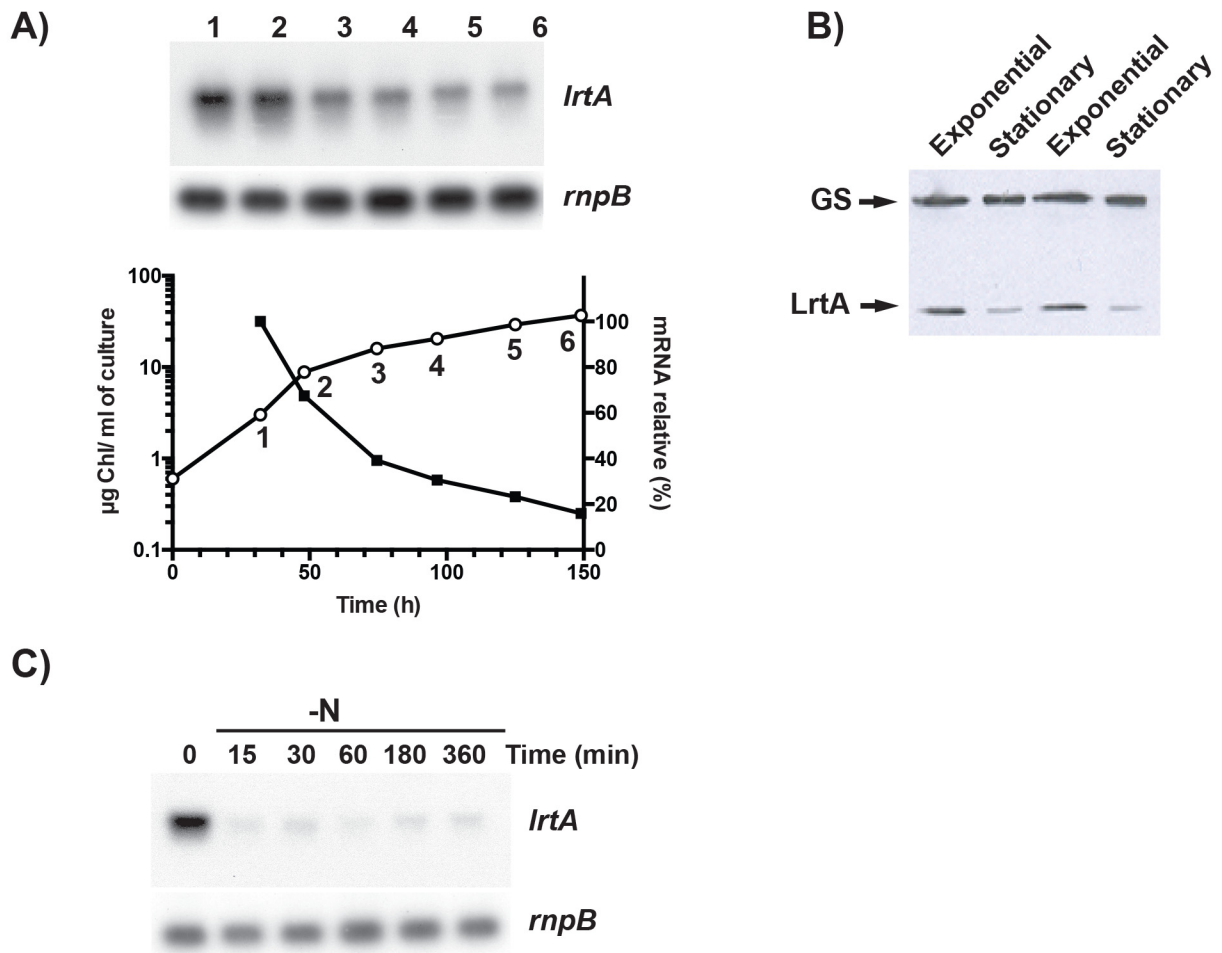 A)
1 2 3 4 5 6
lrtA
rnpB
100
10
1
0.1
µg Chl/ ml of culture
1
2
3
4
5
6
100
80
60
40
20
0
mRNA relative (%)
0 50 100 150
Time (h)
B)
Exponential
Stationary
Exponential
Stationary
GS
LrtA
C)
-N
0 15 30 60 180 360 Time (min)
lrtA
rnpB